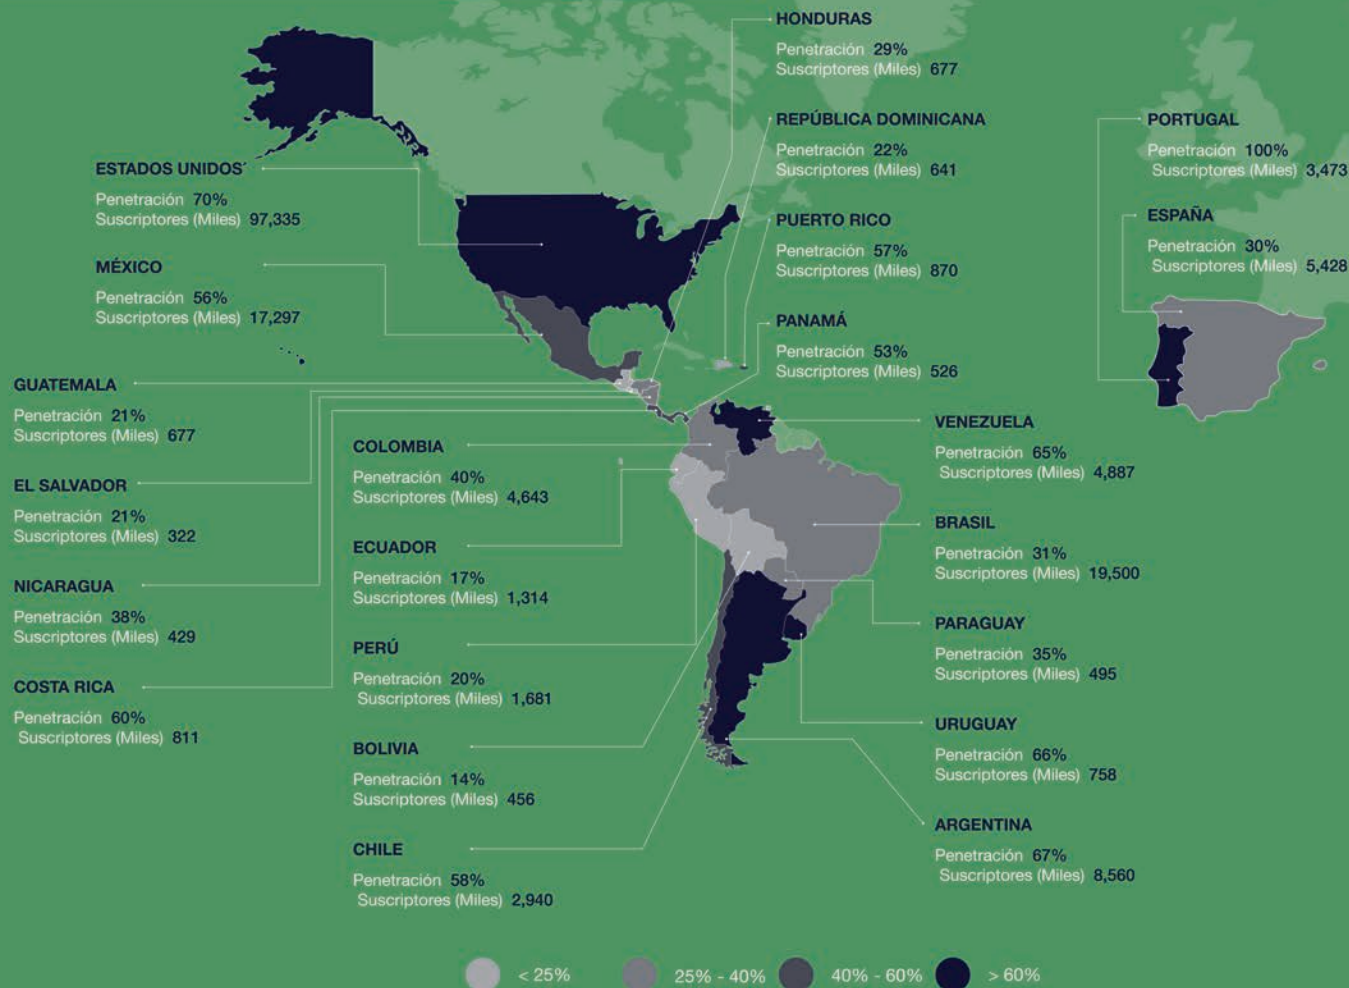 HONDURAS
Penetración 29%
Suscriptores (Miles) 677
REPÚBLICA DOMINICANA
Penetración 22%
Suscriptores (Miles) 641
PUERTO RICO
Penetración 57%
Suscriptores (Miles) 870
PANAMÁ
Penetración 53%
Suscriptores (Miles) 526
PORTUGAL
Penetración 100%
Suscriptores (Miles) 3,473
ESPAÑA
Penetración 30%
Suscriptores (Miles) 5,428
ESTADOS UNIDOS
Penetración 70%
Suscriptores (Miles) 97,335
MÉXICO
Penetración 56%
Suscriptores (Miles) 17,297
GUATEMALA
Penetración 21%
Suscriptores (Miles) 677
EL SALVADOR
Penetración 21%
Suscriptores (Miles) 322
NICARAGUA
Penetración 38%
Suscriptores (Miles) 429
COSTA RICA
Penetración 60%
Suscriptores (Miles) 811
COLOMBIA
Penetración 40%
Suscriptores (Miles) 4,643
ECUADOR
Penetración 17%
Suscriptores (Miles) 1,314
PERÚ
Penetración 20%
Suscriptores (Miles) 1,681
BOLIVIA
Penetración 14%
Suscriptores (Miles) 456
CHILE
Penetración 58%
Suscriptores (Miles) 2,940
VENEZUELA
Penetración 65%
Suscriptores (Miles) 4,887
BRASIL
Penetración 31%
Suscriptores (Miles) 19,500
PARAGUAY
Penetración 35%
Suscriptores (Miles) 495
URUGUAY
Penetración 66%
Suscriptores (Miles) 758
ARGENTINA
Penetración 67%
Suscriptores (Miles) 8,560
< 25% 25% - 40% 40% - 60% > 60%